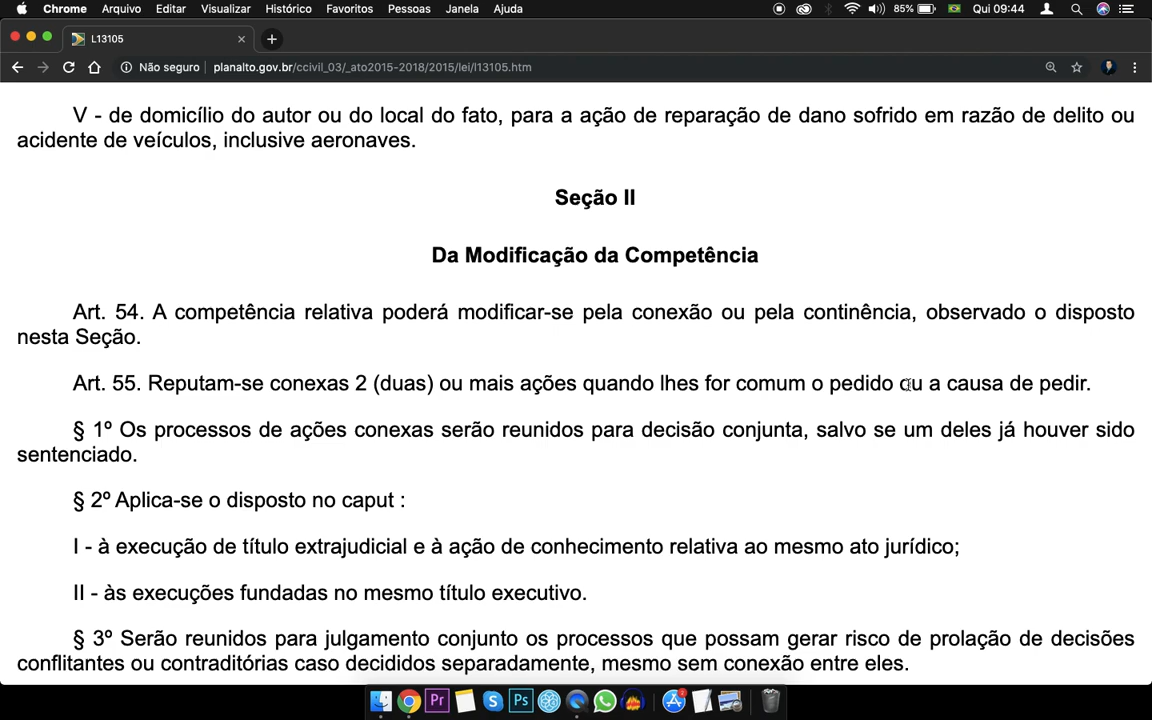 Chrome Arquivo Editar Visualizar Histórico Favoritos Pessoas Janela Ajuda 85% Qui 09:44
L13105
Não seguro planalto.gov.br/ccivil_03/_ato2015-2018/2015/lei/l13105.htm
V - de domicílio do autor ou do local do fato, para a ação de reparação de dano sofrido em razão de delito ou
acidente de veículos, inclusive aeronaves.
Seção II
Da Modificação da Competência
Art. 54. A competência relativa poderá modificar-se pela conexão ou pela continência, observado o disposto
nesta Seção.
Art. 55. Reputam-se conexas 2 (duas) ou mais ações quando lhes for comum o pedido ou a causa de pedir.
§ 1º Os processos de ações conexas serão reunidos para decisão conjunta, salvo se um deles já houver sido
sentenciado.
§ 2º Aplica-se o disposto no caput :
I - à execução de título extrajudicial e à ação de conhecimento relativa ao mesmo ato jurídico;
II - às execuções fundadas no mesmo título executivo.
§ 3º Serão reunidos para julgamento conjunto os processos que possam gerar risco de prolação de decisões
conflitantes ou contraditórias caso decididos separadamente, mesmo sem conexão entre eles.
Pr Ps